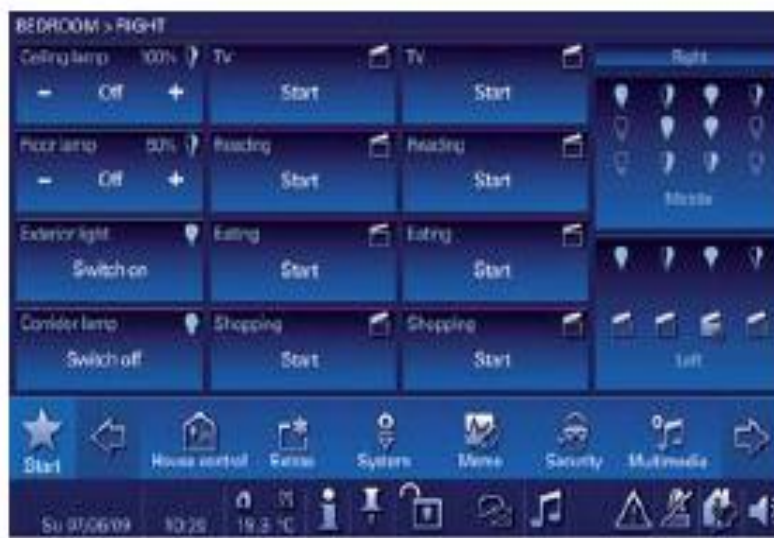 BEDROOM > RIGHT
Ceiling lamp 100% TV TV Right
- Off + Start Start
Floor lamp 50% Reading Reading
- Off + Start Start
Middle
Exterior light Eating Eating
Switch on Start Start
Corridor lamp Shopping Shopping
Switch off Start Start
Left
Start House control Extras System Memo Security Multimedia
Su 07/06/09 10:20 19.3 °C